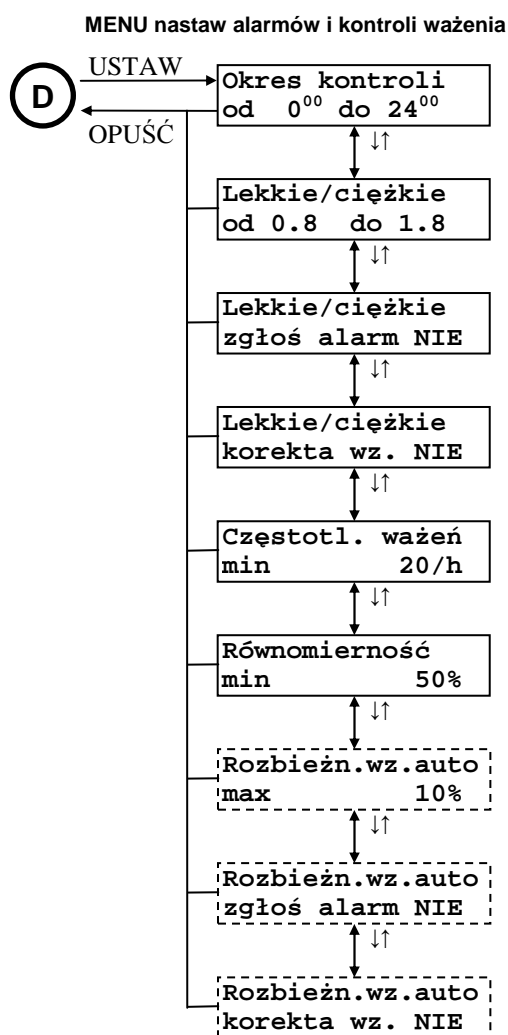 MENU nastaw alarmów i kontroli ważenia
D
USTAW
OPUŚĆ
Okres kontroli
od 0⁰⁰ do 24⁰⁰
↓↑
Lekkie/ciężkie
od 0.8 do 1.8
↓↑
Lekkie/ciężkie
zgłoś alarm NIE
↓↑
Lekkie/ciężkie
korekta wz. NIE
↓↑
Częstotl. ważeń
min 20/h
↓↑
Równomierność
min 50%
↓↑
Rozbieżn.wz.auto
max 10%
↓↑
Rozbieżn.wz.auto
zgłoś alarm NIE
↓↑
Rozbieżn.wz.auto
korekta wz. NIE